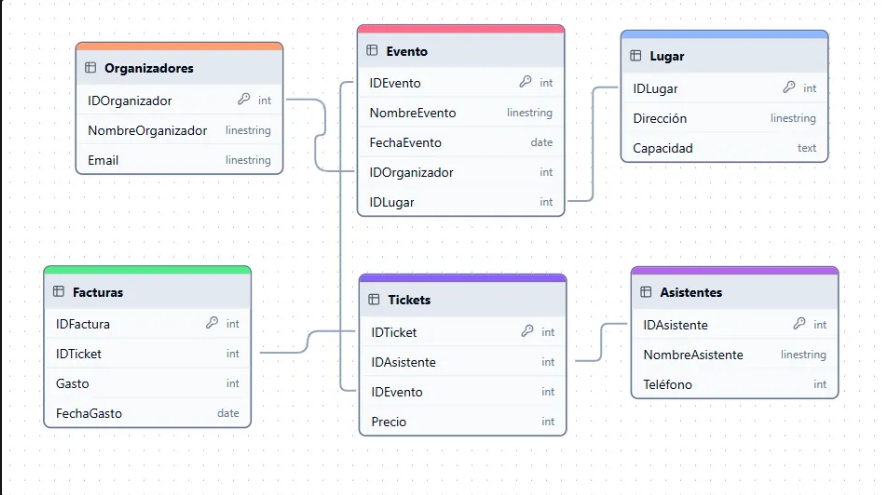 Organizadores
IDOrganizador int
NombreOrganizador linestring
Email linestring
Evento
IDEvento int
NombreEvento linestring
FechaEvento date
IDOrganizador int
IDLugar int
Lugar
IDLugar int
Dirección linestring
Capacidad text
Facturas
IDFactura int
IDTicket int
Gasto int
FechaGasto date
Tickets
IDTicket int
IDAsistente int
IDEvento int
Precio int
Asistentes
IDAsistente int
NombreAsistente linestring
Teléfono int